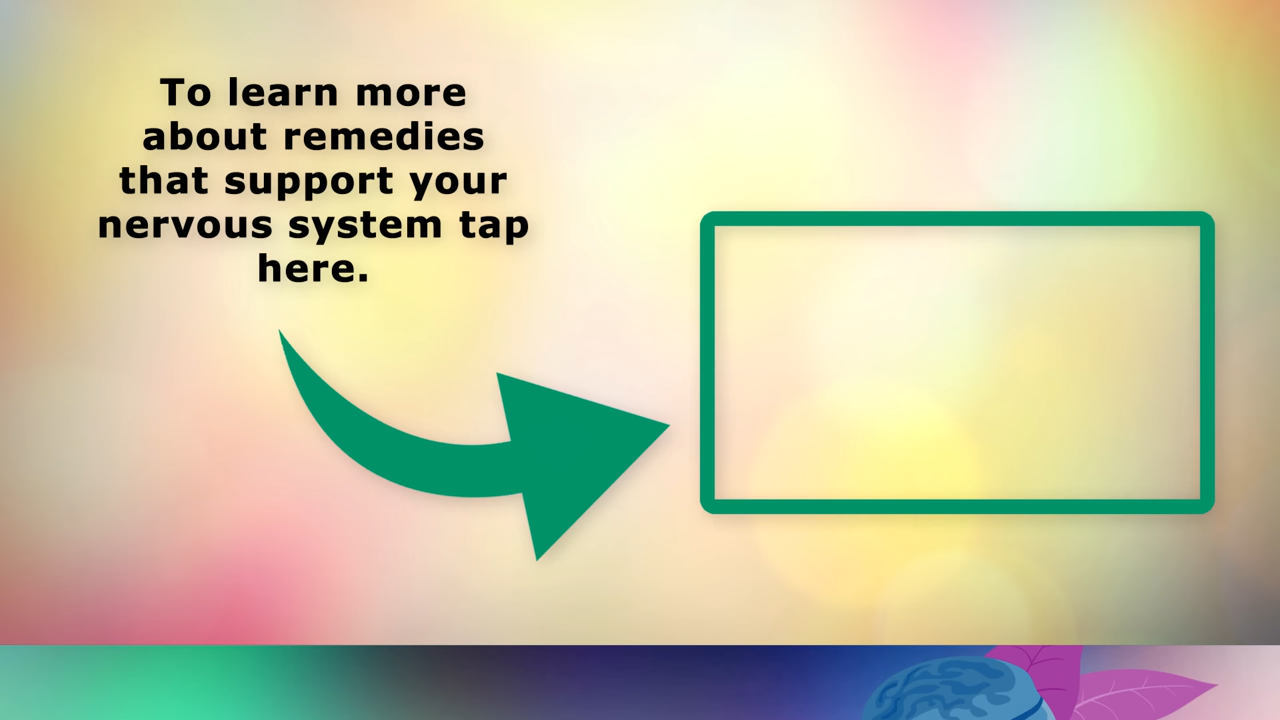 To learn more
about remedies
that support your
nervous system tap
here.